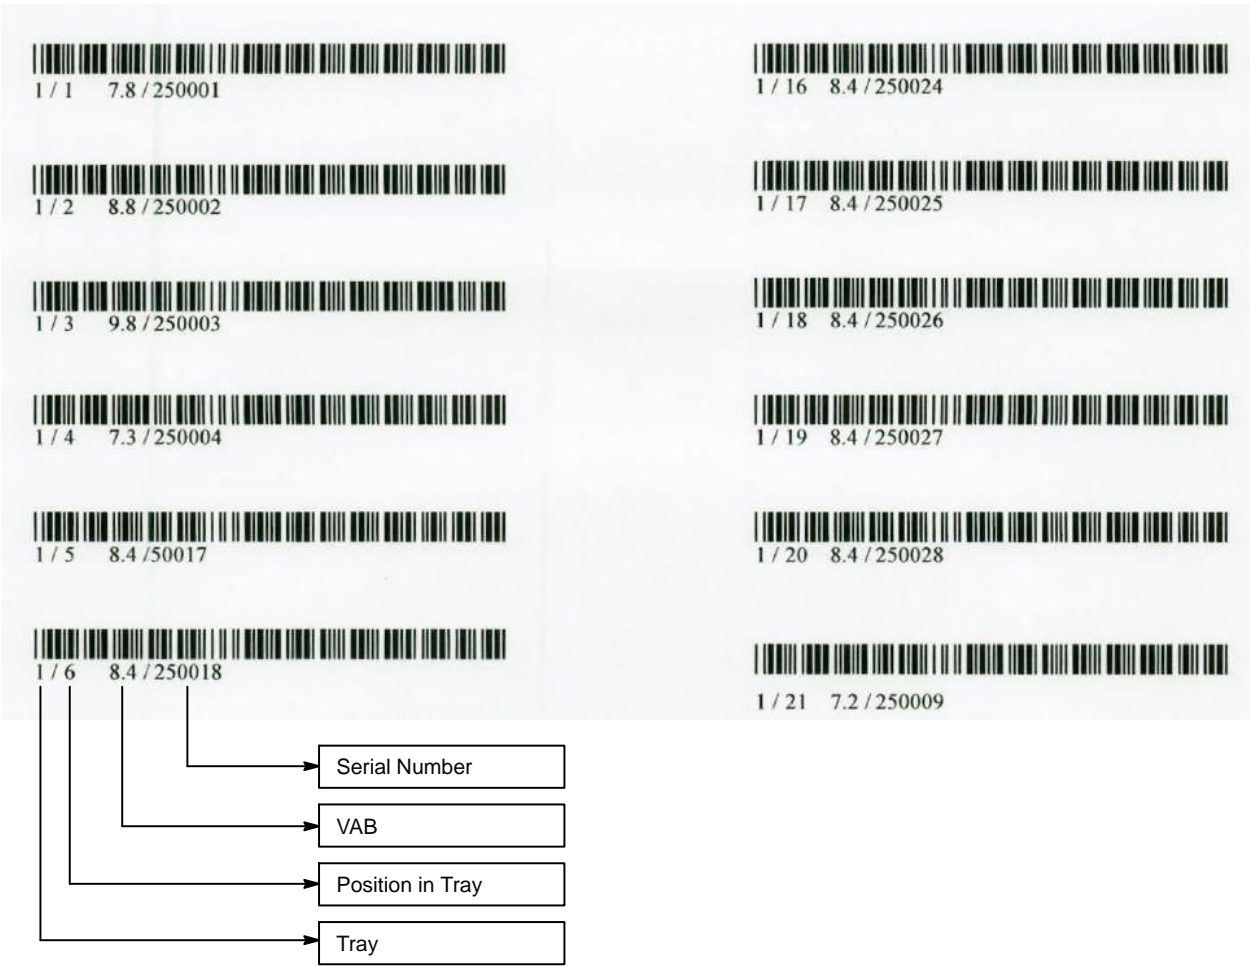 1 / 1 7.8 / 250001
1 / 2 8.8 / 250002
1 / 3 9.8 / 250003
1 / 4 7.3 / 250004
1 / 5 8.4 /50017
1 / 6 8.4 / 250018
1 / 16 8.4 / 250024
1 / 17 8.4 / 250025
1 / 18 8.4 / 250026
1 / 19 8.4 / 250027
1 / 20 8.4 / 250028
1 / 21 7.2 / 250009
Serial Number
VAB
Position in Tray
Tray